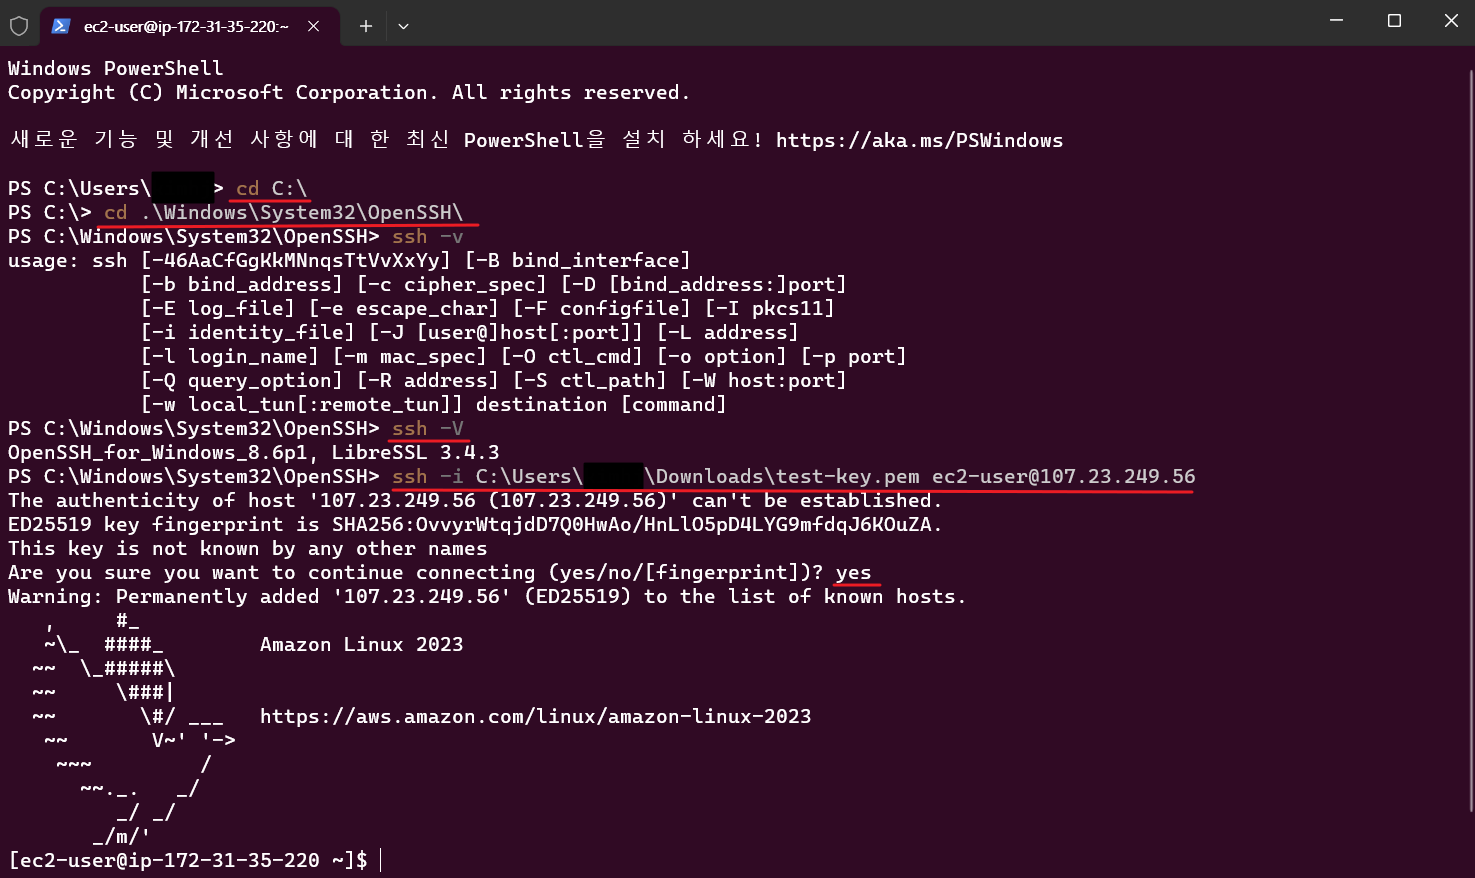 ec2-user@ip-172-31-35-220:~
Windows PowerShell
Copyright (C) Microsoft Corporation. All rights reserved.
새로운 기능 및 개선 사항에 대 한 최신 PowerShell을 설치 하세요! https://aka.ms/PSWindows
PS C:\Users\ > cd C:\
PS C:\> cd .\Windows\System32\OpenSSH\
PS C:\Windows\System32\OpenSSH> ssh -v
usage: ssh [-46AaCfGgKkMNnqsTtVvXxYy] [-B bind_interface]
           [-b bind_address] [-c cipher_spec] [-D [bind_address:]port]
           [-E log_file] [-e escape_char] [-F configfile] [-I pkcs11]
           [-i identity_file] [-J [user@]host[:port]] [-L address]
           [-l login_name] [-m mac_spec] [-O ctl_cmd] [-o option] [-p port]
           [-Q query_option] [-R address] [-S ctl_path] [-W host:port]
           [-w local_tun[:remote_tun]] destination [command]
PS C:\Windows\System32\OpenSSH> ssh -V
OpenSSH_for_Windows_8.6p1, LibreSSL 3.4.3
PS C:\Windows\System32\OpenSSH> ssh -i C:\Users\ \Downloads\test-key.pem ec2-user@107.23.249.56
The authenticity of host '107.23.249.56 (107.23.249.56)' can't be established.
ED25519 key fingerprint is SHA256:OvvyrWtqjdD7Q0HwAo/HnLlO5pD4LYG9mfdqJ6KOuZA.
This key is not known by any other names
Are you sure you want to continue connecting (yes/no/[fingerprint])? yes
Warning: Permanently added '107.23.249.56' (ED25519) to the list of known hosts.
   ,     #_
   ~\_  ####_        Amazon Linux 2023
  ~~  \_#####\
  ~~     \###|
  ~~       \#/ ___   https://aws.amazon.com/linux/amazon-linux-2023
   ~~       V~' '->
    ~~~         /
      ~~._.   _/
         _/ _/
       _/m/'
[ec2-user@ip-172-31-35-220 ~]$